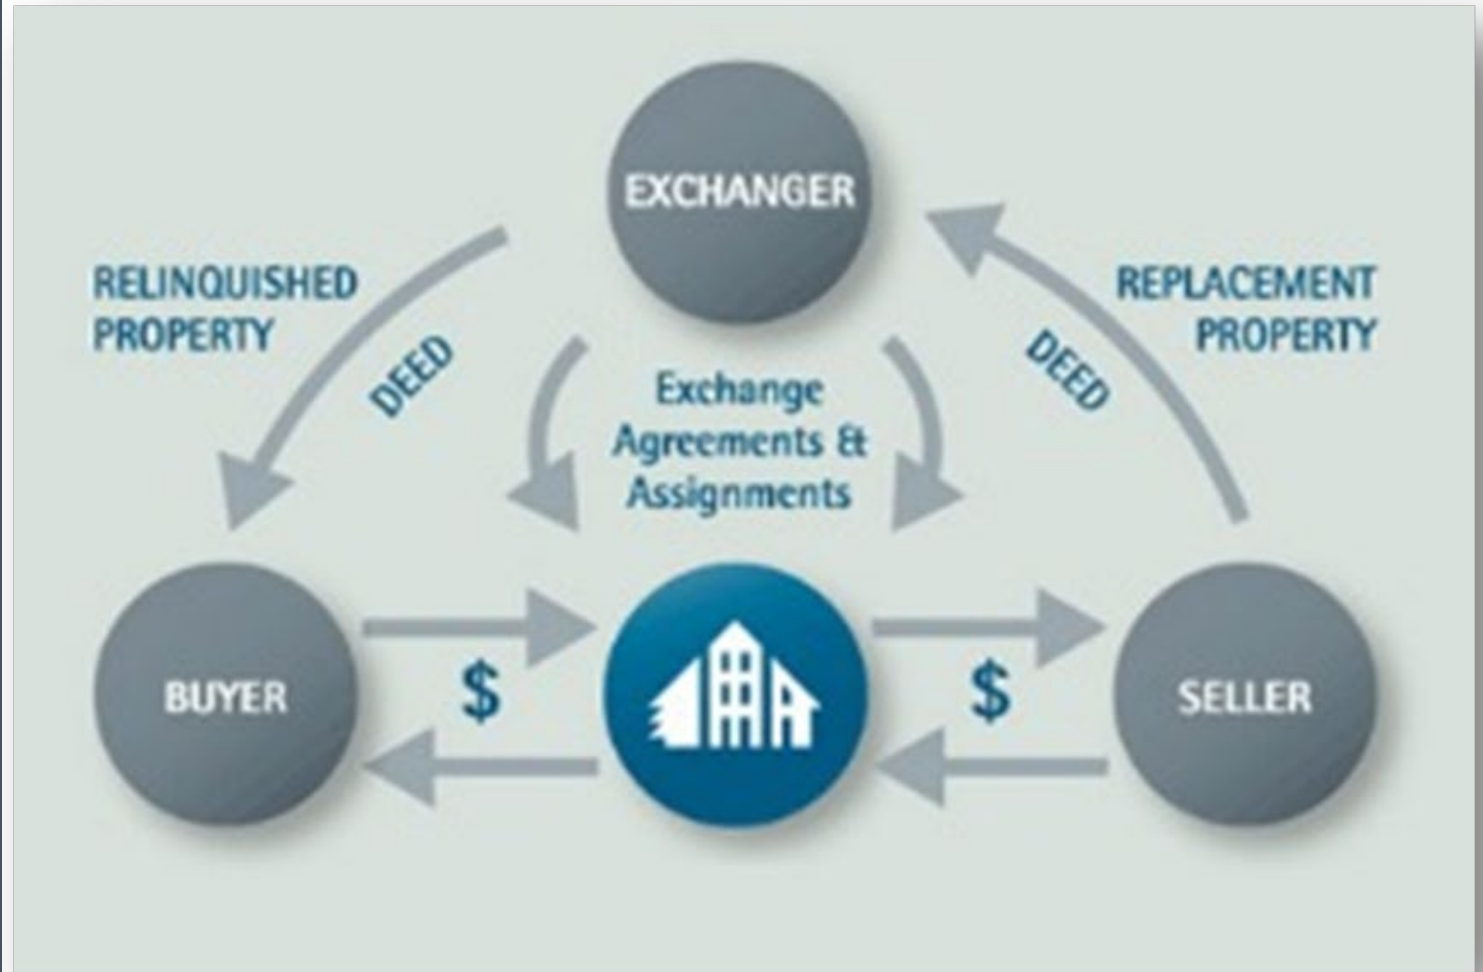 EXCHANGER
RELINQUISHED
PROPERTY
DEED
Exchange
Agreements &
Assignments
DEED
REPLACEMENT
PROPERTY
BUYER
$
$
SELLER